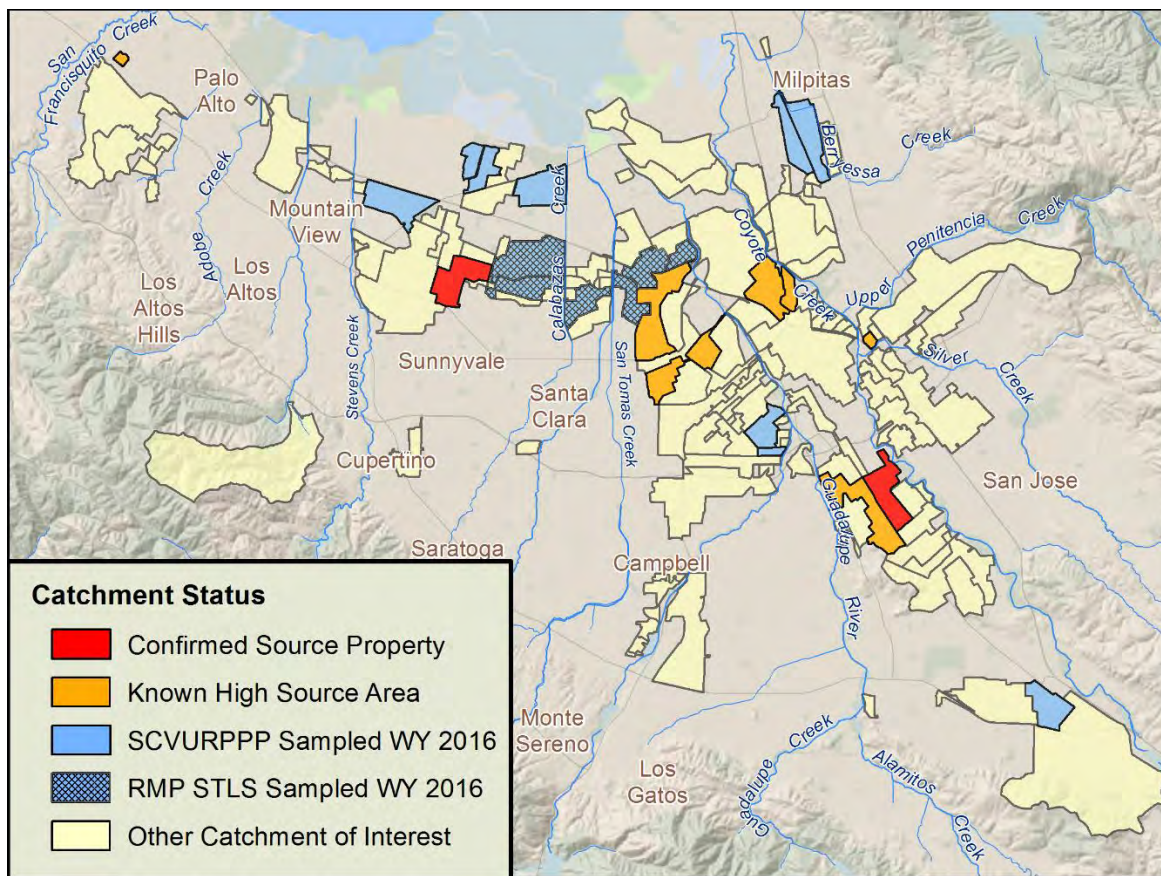 San
Francisquito Creek
Palo
Alto
Milpitas
Berryessa Creek
Adobe Creek
Mountain
View
Los
Altos
Hills
Los
Altos
Stevens Creek
Sunnyvale
Calabazas Creek
San Tomas Creek
Santa
Clara
Cupertino
Coyote Creek
Upper Penitencia Creek
Silver Creek
San Jose
Guadalupe River
Saratoga
Campbell
Monte
Sereno
Los
Gatos
Guadalupe Creek
Alamitos Creek
Catchment Status
Confirmed Source Property
Known High Source Area
SCVURPPP Sampled WY 2016
RMP STLS Sampled WY 2016
Other Catchment of Interest